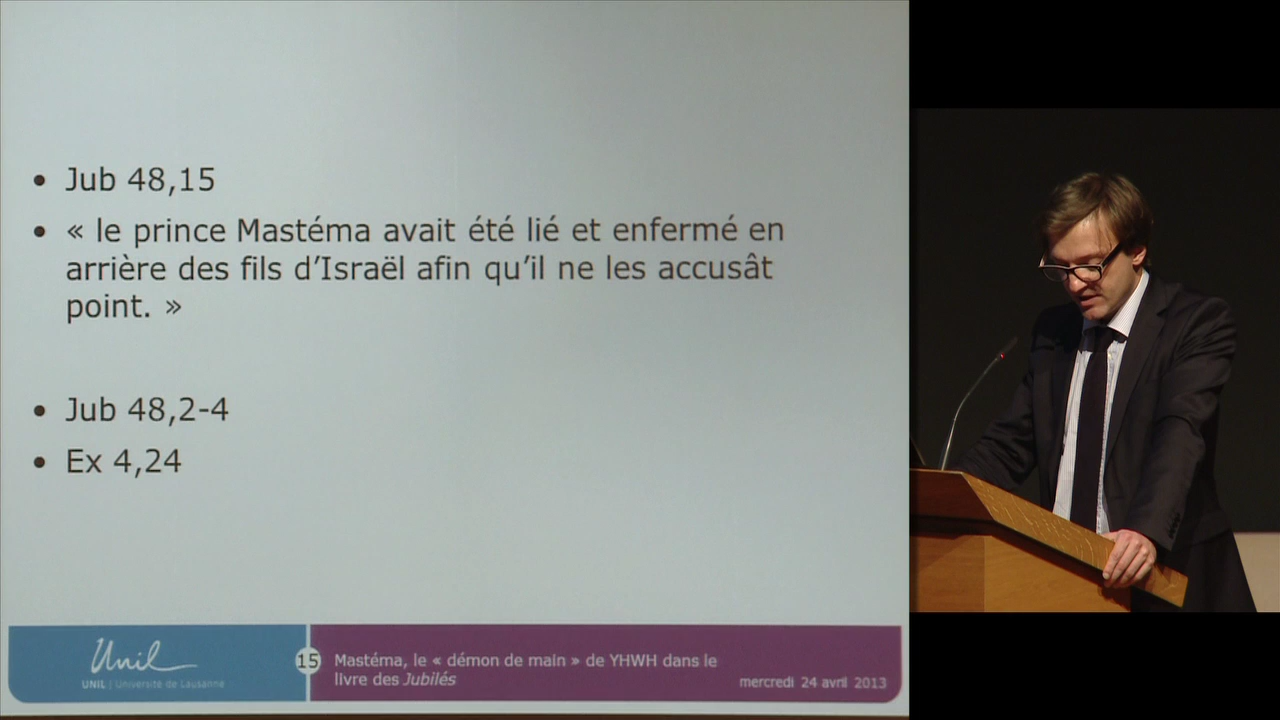 • Jub 48,15
• « le prince Mastéma avait été lié et enfermé en
arrière des fils d’Israël afin qu’il ne les accusât
point. »
• Jub 48,2-4
• Ex 4,24
Unil
UNIL | Université de Lausanne
15
Mastéma, le « démon de main » de YHWH dans le
livre des Jubilés
mercredi 24 avril 2013